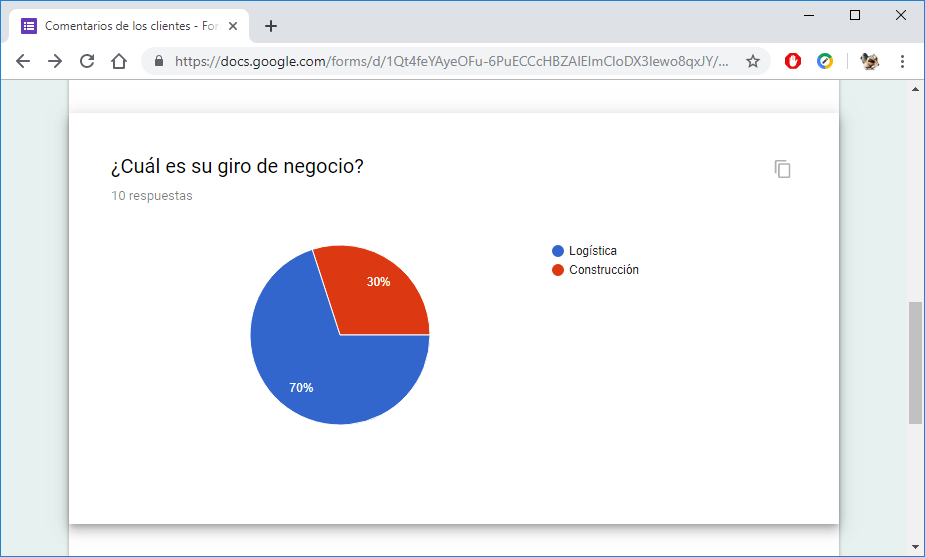 Comentarios de los clientes - For
https://docs.google.com/forms/d/1Qt4feYAyeOFu-6PuECCcHBZAlElmCloDX3lewo8qxJY/...
¿Cuál es su giro de negocio?
10 respuestas
Logística
Construcción
30%
70%